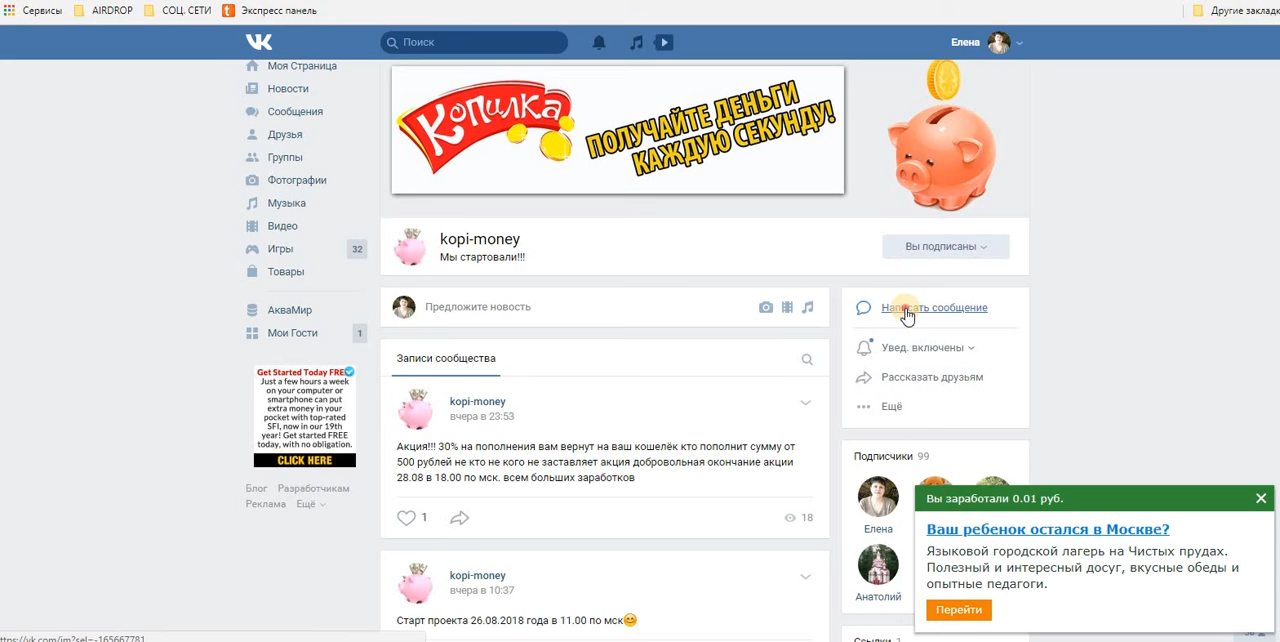 Сервисы
AIRDROP
СОЦ. СЕТИ
Экспресс панель
Другие заклад
Поиск
Елена
Моя Страница
Новости
Сообщения
Друзья
Группы
Фотографии
Музыка
Видео
Игры
32
Товары
АкваМир
Мои Гости
1
Get Started Today FREE
Just a few hours a week
on your computer or
smartphone can put
extra money in your
pocket with top-rated
SFI, now in our 19th
year! Get started FREE
today, with no obligation.
CLICK HERE
Блог Разработчикам
Реклама Ещё
Копилка
ПОЛУЧАЙТЕ ДЕНЬГИ
КАЖДУЮ СЕКУНДУ!
kopi-money
Мы стартовали!!!
Вы подписаны
Предложите новость
Записи сообщества
kopi-money
вчера в 23:53
Акция!!! 30% на пополнения вам вернут на ваш кошелёк кто пополнит сумму от
500 рублей не кто не кого не заставляет акция добровольная окончание акции
28.08 в 18.00 по мск. всем больших заработков
1
18
kopi-money
вчера в 10:37
Старт проекта 26.08.2018 года в 11.00 по мск😊
Написать сообщение
Увед. включены
Рассказать друзьям
Ещё
Подписчики 99
Елена
Анатолий
Ссылки 1
Вы заработали 0.01 руб.
Ваш ребенок остался в Москве?
Языковой городской лагерь на Чистых прудах.
Полезный и интересный досуг, вкусные обеды и
опытные педагоги.
Перейти
ttps://vk.com/im?sel=-165667781